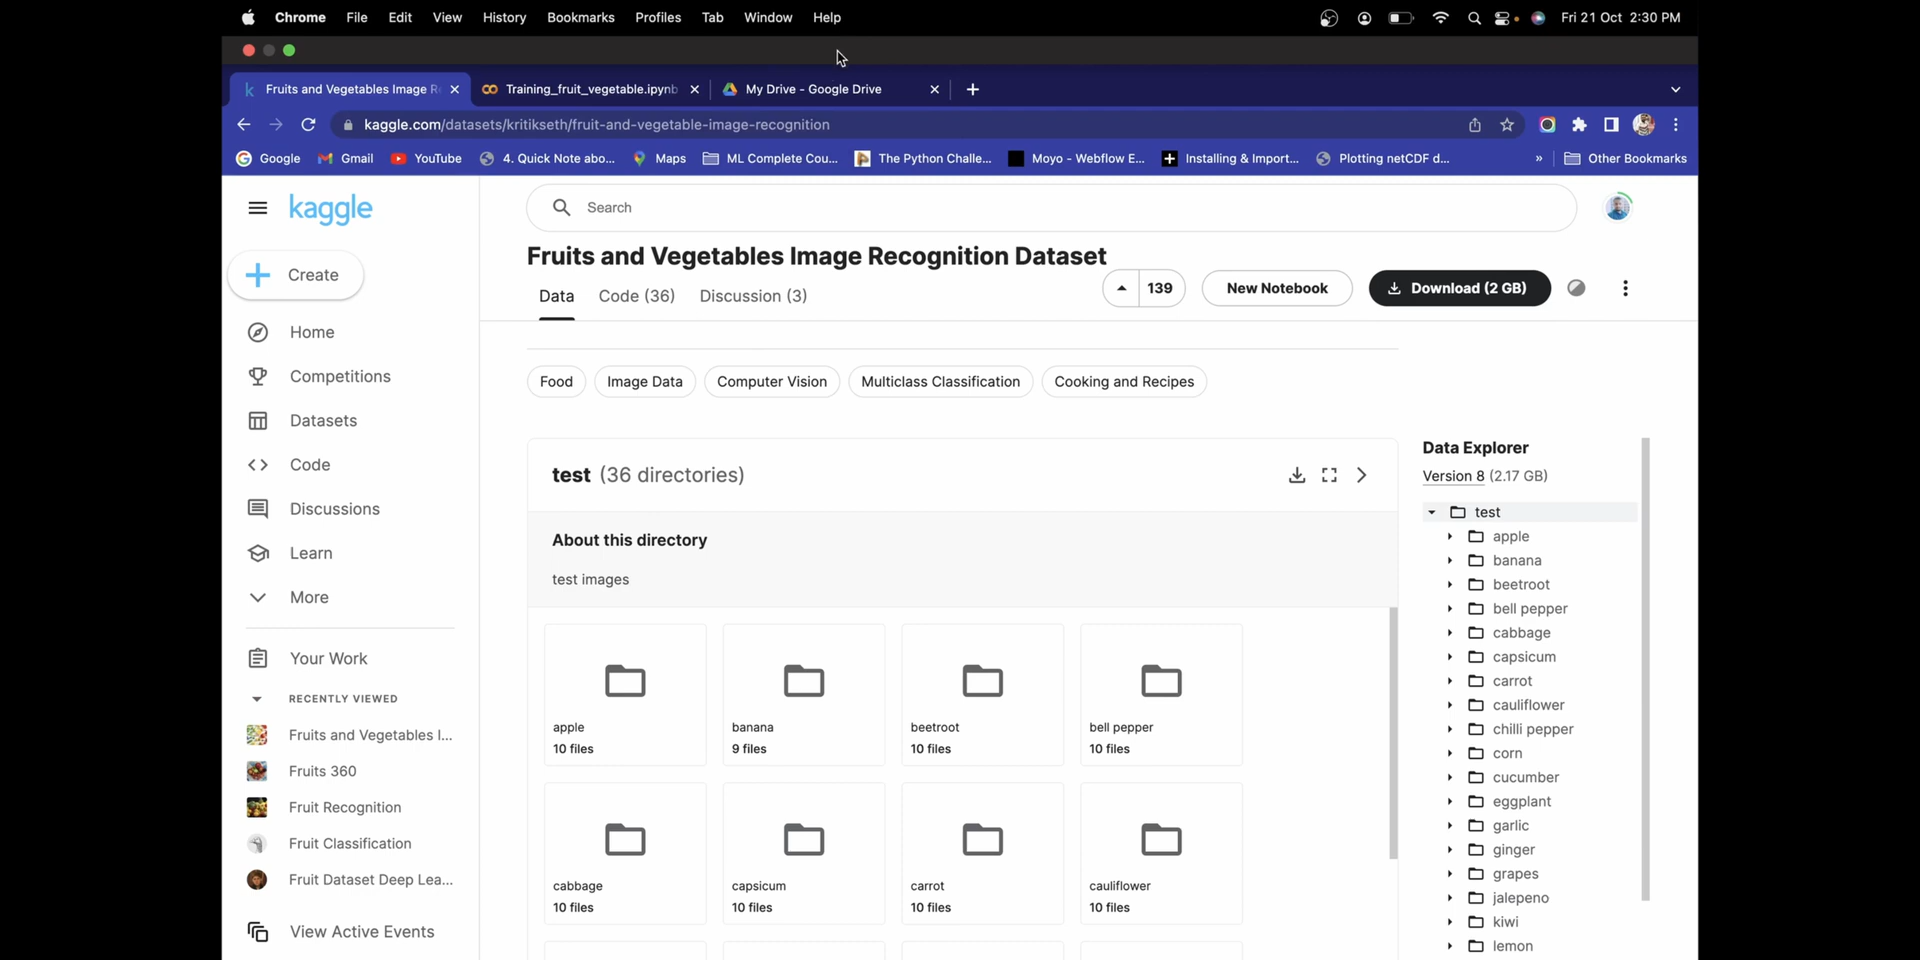 Chrome File Edit View History Bookmarks Profiles Tab Window Help Fri 21 Oct 2:30 PM
Fruits and Vegetables Image R Training_fruit_vegetable.ipynb My Drive - Google Drive
kaggle.com/datasets/kritikseth/fruit-and-vegetable-image-recognition
Google Gmail YouTube 4. Quick Note abo... Maps ML Complete Cou... The Python Challe... Moyo - Webflow E... Installing & Import... Plotting netCDF d... » Other Bookmarks
kaggle
Search
Create
Home
Competitions
Datasets
Code
Discussions
Learn
More
Your Work
RECENTLY VIEWED
Fruits and Vegetables I...
Fruits 360
Fruit Recognition
Fruit Classification
Fruit Dataset Deep Lea...
View Active Events
Fruits and Vegetables Image Recognition Dataset
Data Code (36) Discussion (3)
139 New Notebook Download (2 GB)
Food Image Data Computer Vision Multiclass Classification Cooking and Recipes
test (36 directories)
About this directory
test images
apple banana beetroot bell pepper
10 files 9 files 10 files 10 files
cabbage capsicum carrot cauliflower
10 files 10 files 10 files 10 files
Data Explorer
Version 8 (2.17 GB)
test
apple
banana
beetroot
bell pepper
cabbage
capsicum
carrot
cauliflower
chilli pepper
corn
cucumber
eggplant
garlic
ginger
grapes
jalepeno
kiwi
lemon